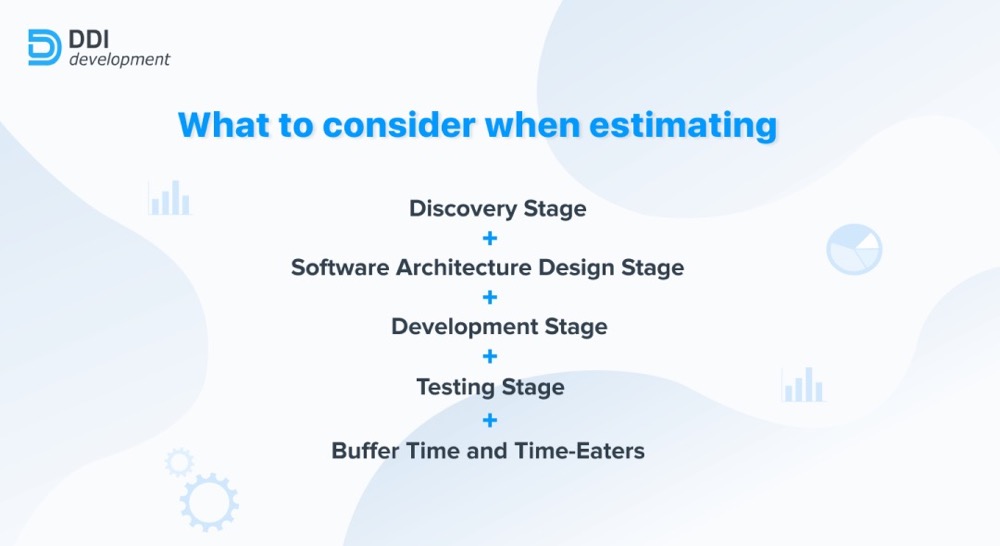 DDI
development
What to consider when estimating
Discovery Stage
+
Software Architecture Design Stage
+
Development Stage
+
Testing Stage
+
Buffer Time and Time-Eaters